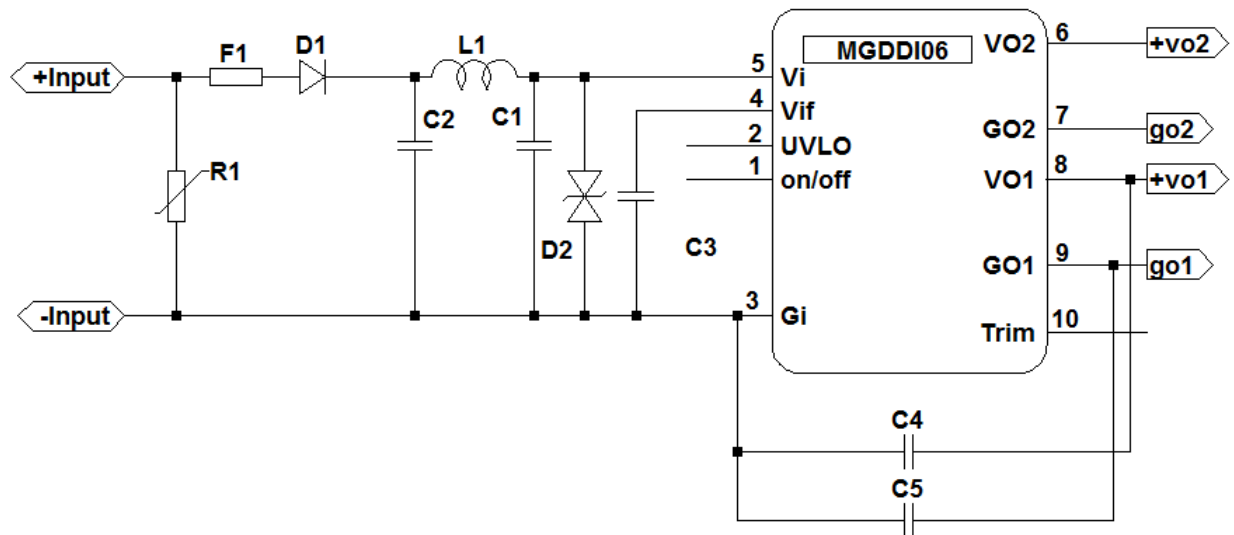 MGDDI06
+Input
F1
D1
L1
C2
C1
R1
D2
C3
-Input
5
Vi
4
Vif
2
UVLO
1
on/off
3
Gi
VO2
6
+vo2
GO2
7
go2
VO1
8
+vo1
GO1
9
go1
Trim
10
C4
C5